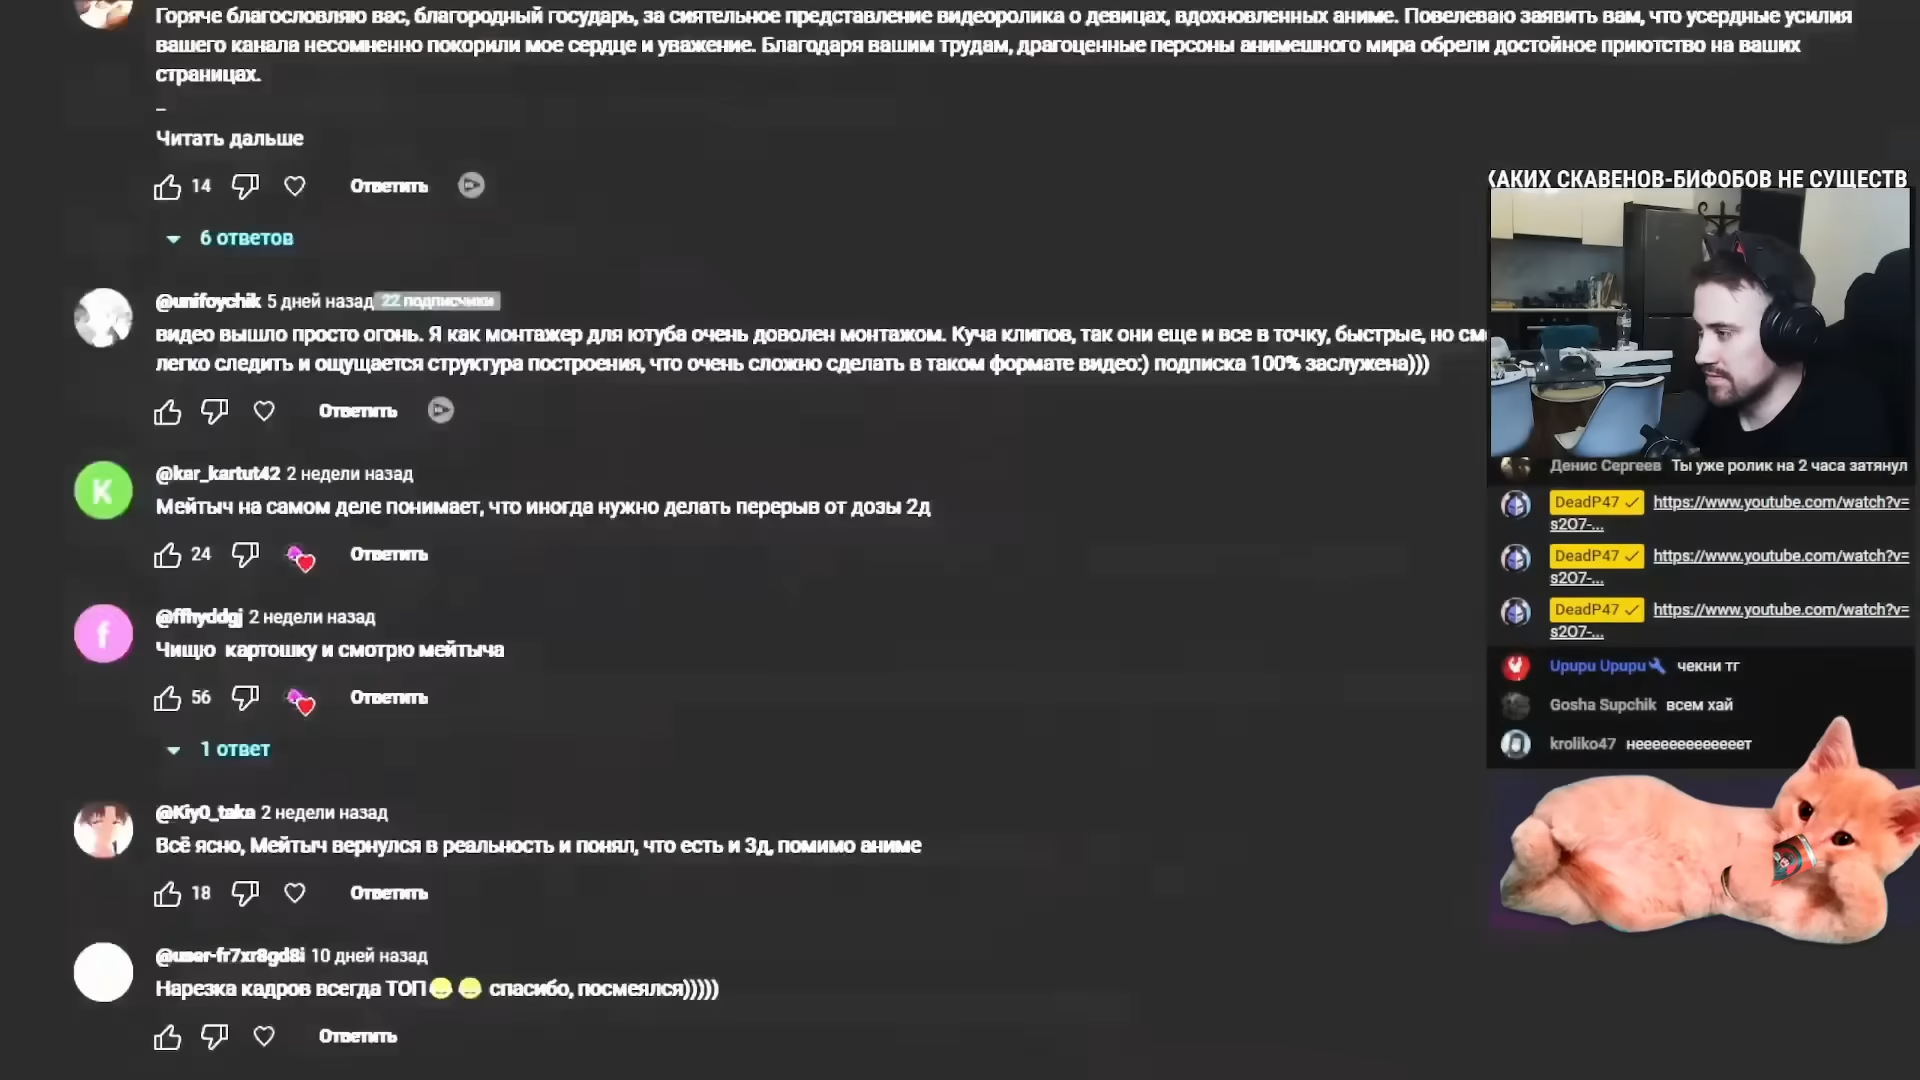 Горяче благословляю вас, благородный государь, за сиятельное представление видеоролика о девицах, вдохновленных аниме. Повелеваю заявить вам, что усердные усилия
вашего канала несомненно покорили мое сердце и уважение. Благодаря вашим трудам, драгоценные персоны анимешного мира обрели достойное приютство на ваших
страницах.
_
Читать дальше
14 Ответить
6 ответов
@unifoychik 5 дней назад 22 подписчики
видео вышло просто огонь. Я как монтажер для ютуба очень доволен монтажом. Куча клипов, так они еще и все в точку, быстрые, но см
легко следить и ощущается структура построения, что очень сложно сделать в таком формате видео:) подписка 100% заслужена)))
Ответить
@kar_kartut42 2 недели назад
Мейтыч на самом деле понимает, что иногда нужно делать перерыв от дозы 2д
24 Ответить
@ffhyddgj 2 недели назад
Чищю картошку и смотрю мейтыча
56 Ответить
1 ответ
@Kiy0_taka 2 недели назад
Всё ясно, Мейтыч вернулся в реальность и понял, что есть и 3д, помимо аниме
18 Ответить
@user-fr7xr8gd8i 10 дней назад
Нарезка кадров всегда ТОП спасибо, посмеялся)))))
Ответить
КАКИХ СКАВЕНОВ-БИФОБОВ НЕ СУЩЕСТВ
Денис Сергеев Ты уже ролик на 2 часа затянул
DeadP47 https://www.youtube.com/watch?v=
s2O7-...
DeadP47 https://www.youtube.com/watch?v=
s2O7-...
DeadP47 https://www.youtube.com/watch?v=
s2O7-...
Upupu Upupu чекни тг
Gosha Supchik всем хай
kroliko47 нееееееееееееет
K
f